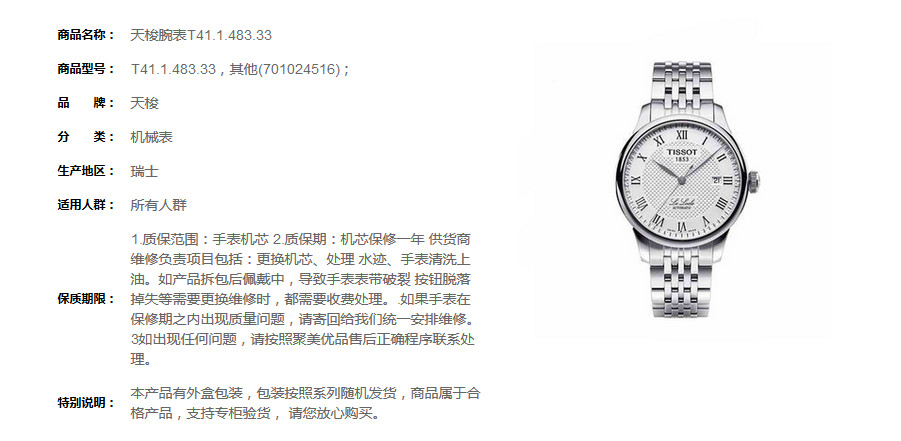 商品名称： 天梭腕表T41.1.483.33
商品型号： T41.1.483.33，其他(701024516)；
品　　牌： 天梭
分　　类： 机械表
生产地区： 瑞士
适用人群： 所有人群
保质期限： 1.质保范围：手表机芯 2.质保期：机芯保修一年 供货商
维修负责项目包括：更换机芯、处理 水迹、手表清洗上
油。如产品拆包后佩戴中，导致手表表带破裂 按钮脱落
掉失等需要更换维修时，都需要收费处理。.如果手表在
保修期之内出现质量问题，请寄回给我们统一安排维修。
3如出现任何问题，请按照聚美优品售后正确程序联系处
理。
特别说明： 本产品有外盒包装，包装按照系列随机发货，商品属于合
格产品，支持专柜验货， 请您放心购买。
XII
I
II
III
IIII
V
VI
VII
VIII
IX
X
XI
TISSOT
1853
Le Locle
AUTOMATIC